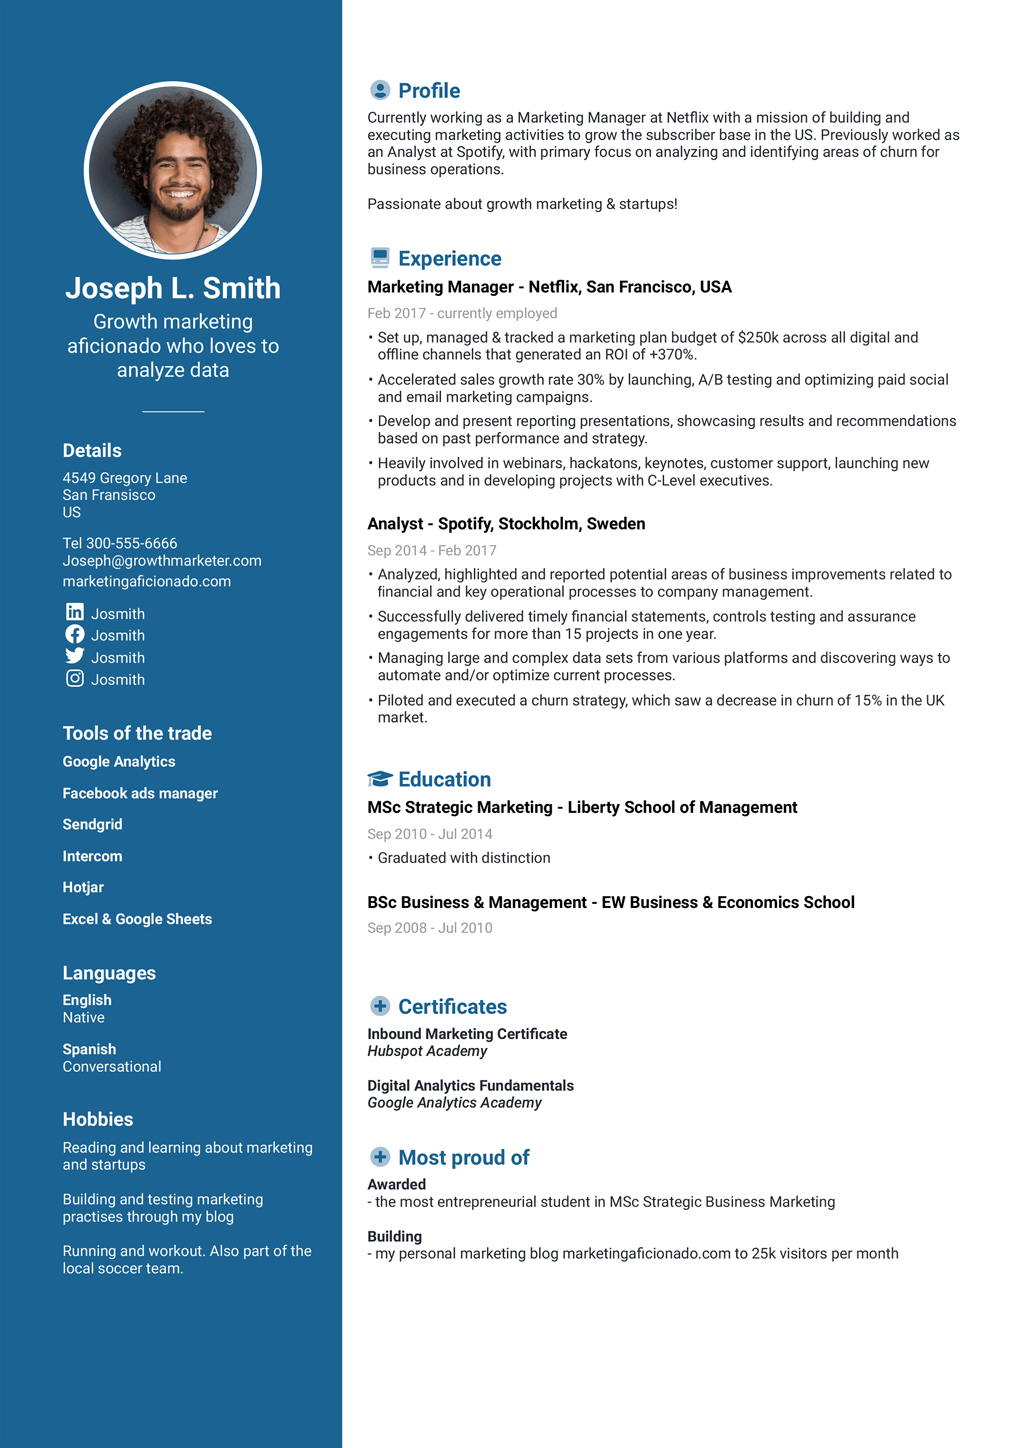 Joseph L. Smith
Growth marketing
aficionado who loves to
analyze data
Details
4549 Gregory Lane
San Fransisco
US
Tel 300-555-6666
Joseph@growthmarketer.com
marketingaficionado.com
Josmith
Josmith
Josmith
Josmith
Tools of the trade
Google Analytics
Facebook ads manager
Sendgrid
Intercom
Hotjar
Excel & Google Sheets
Languages
English
Native
Spanish
Conversational
Hobbies
Reading and learning about marketing
and startups
Building and testing marketing
practises through my blog
Running and workout. Also part of the
local soccer team.
Profile
Currently working as a Marketing Manager at Netflix with a mission of building and
executing marketing activities to grow the subscriber base in the US. Previously worked as
an Analyst at Spotify, with primary focus on analyzing and identifying areas of churn for
business operations.
Passionate about growth marketing & startups!
Experience
Marketing Manager - Netflix, San Francisco, USA
Feb 2017 - currently employed
• Set up, managed & tracked a marketing plan budget of $250k across all digital and
offline channels that generated an ROI of +370%.
• Accelerated sales growth rate 30% by launching, A/B testing and optimizing paid social
and email marketing campaigns.
• Develop and present reporting presentations, showcasing results and recommendations
based on past performance and strategy.
• Heavily involved in webinars, hackatons, keynotes, customer support, launching new
products and in developing projects with C-Level executives.
Analyst - Spotify, Stockholm, Sweden
Sep 2014 - Feb 2017
• Analyzed, highlighted and reported potential areas of business improvements related to
financial and key operational processes to company management.
• Successfully delivered timely financial statements, controls testing and assurance
engagements for more than 15 projects in one year.
• Managing large and complex data sets from various platforms and discovering ways to
automate and/or optimize current processes.
• Piloted and executed a churn strategy, which saw a decrease in churn of 15% in the UK
market.
Education
MSc Strategic Marketing - Liberty School of Management
Sep 2010 - Jul 2014
• Graduated with distinction
BSc Business & Management - EW Business & Economics School
Sep 2008 - Jul 2010
Certificates
Inbound Marketing Certificate
Hubspot Academy
Digital Analytics Fundamentals
Google Analytics Academy
Most proud of
Awarded
- the most entrepreneurial student in MSc Strategic Business Marketing
Building
- my personal marketing blog marketingaficionado.com to 25k visitors per month